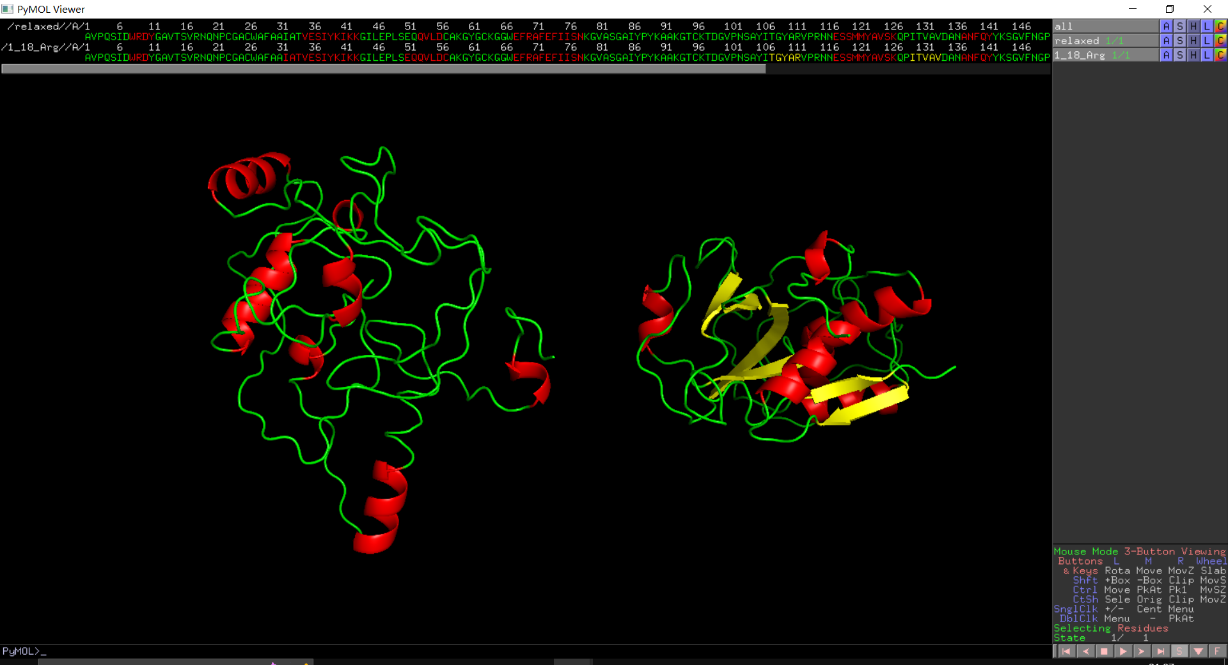 PyMOL Viewer
/relaxed//A/1 6 11 16 21 26 31 36 41 46 51 56 61 66 71 76 81 86 91 96 101 106 111 116 121 126 131 136 141 146
AVPQSIDWRDYGAVTSVRNQNPCGACWAFAAIATVESIYKIKKGILEPLSEQQVLDCAKGYGCKGGWEFRAFEFIISNKGVASGAIYPYKAAKGTCKTDGVPNSAYITGYARVPRNNESSMMYAVSKQPITVAVDANANFQYYKSGVFNGP
/1_18_Arg//A/1 6 11 16 21 26 31 36 41 46 51 56 61 66 71 76 81 86 91 96 101 106 111 116 121 126 131 136 141 146
AVPQSIDWRDYGAVTSVRNQNPCGACWAFAAIATVESIYKIKKGILEPLSEQQVLDCAKGYGCKGGWEFRAFEFIISNKGVASGAIYPYKAAKGTCKTDGVPNSAYITGYARVPRNNESSMMYAVSKQPITVAVDANANFQYYKSGVFNGP
all A S H L C
relaxed 1/1 A S H L C
1_18_Arg 1/1 A S H L C
Mouse Mode 3-Button Viewing
Buttons L M R Wheel
& Keys Rota Move MovZ Slab
Shft +Box -Box Clip MovS
Ctrl Move PkAt Pk1 MvSZ
CtSh Sele Orig Clip MovZ
SnglClk +/- Cent Menu
DblClk Menu - PkAt
Selecting Residues
State 1/ 1
PyMOL>_
S F